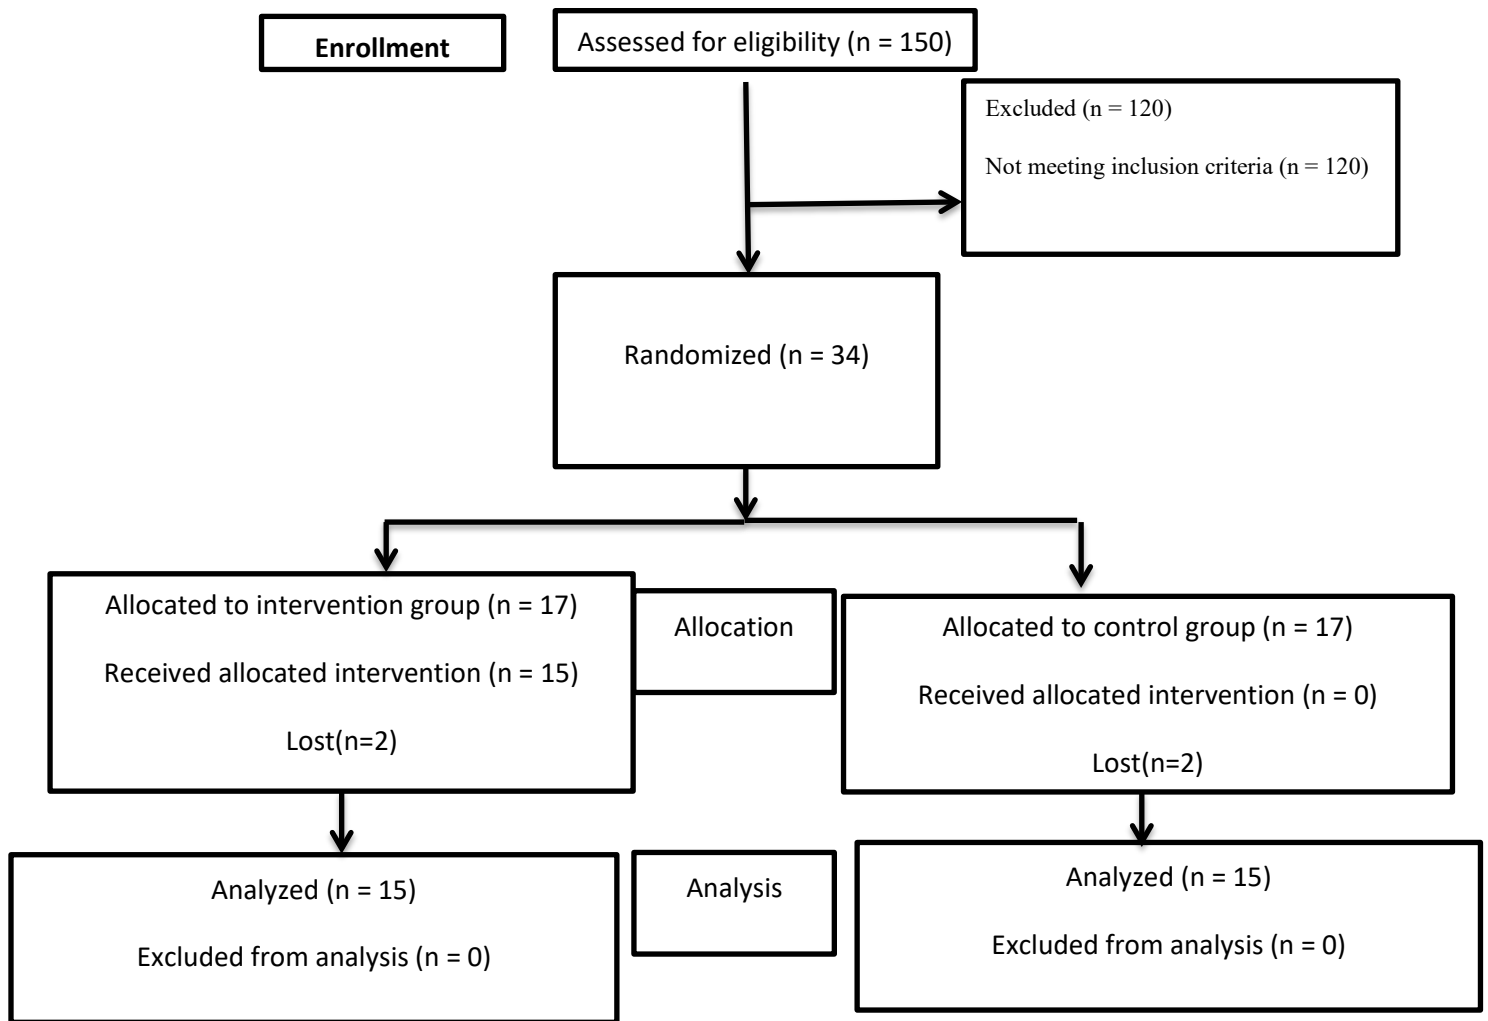 Enrollment
Assessed for eligibility (n = 150)
Excluded (n = 120)
Not meeting inclusion criteria (n = 120)
Randomized (n = 34)
Allocated to intervention group (n = 17)
Received allocated intervention (n = 15)
Lost(n=2)
Allocation
Allocated to control group (n = 17)
Received allocated intervention (n = 0)
Lost(n=2)
Analyzed (n = 15)
Excluded from analysis (n = 0)
Analysis
Analyzed (n = 15)
Excluded from analysis (n = 0)